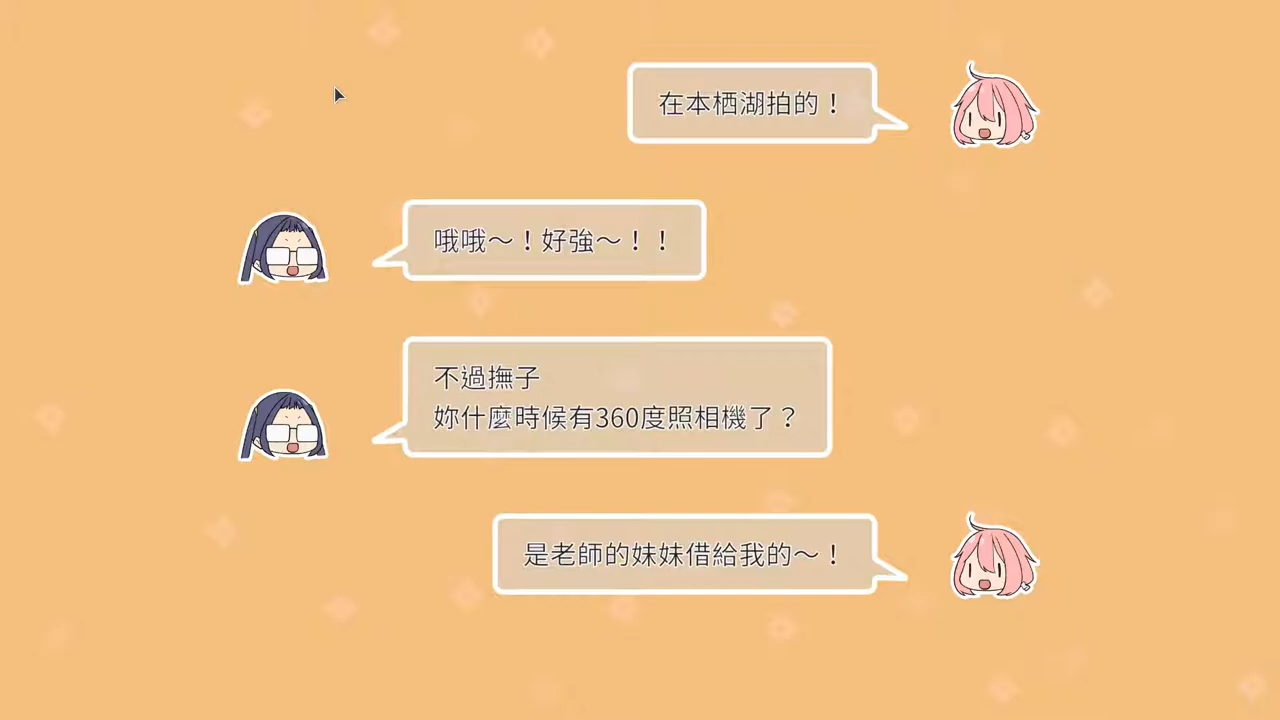 在本栖湖拍的！
哦哦～！好強～！！
不過撫子
妳什麼時候有360度照相機了？
是老師的妹妹借給我的～！